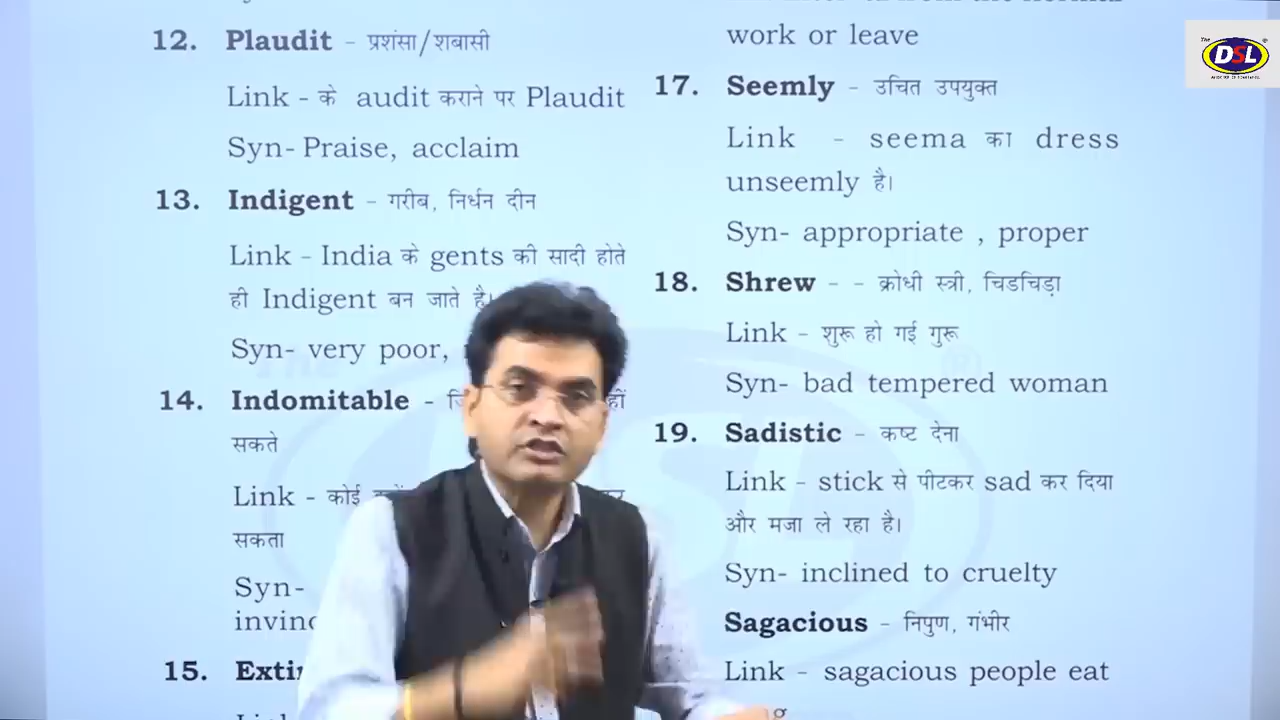 12. Plaudit - प्रशंसा/शबासी
Link - के audit कराने पर Plaudit
Syn- Praise, acclaim
13. Indigent - गरीब, निर्धन दीन
Link - India के gents की सादी होते
ही Indigent बन जाते है।
Syn- very poor,
14. Indomitable -
सकते
Link - कोई
सकता
Syn-
15.
work or leave
17. Seemly - उचित उपयुक्त
Link - seema का dress
unseemly है।
Syn- appropriate , proper
18. Shrew - - क्रोधी स्त्री, चिडचिड़ा
Link - शुरू हो गई गुरू
Syn- bad tempered woman
19. Sadistic - कष्ट देना
Link - stick से पीटकर sad कर दिया
और मजा ले रहा है।
Syn- inclined to cruelty
Sagacious - निपुण, गंभीर
Link - sagacious people eat
The DSL